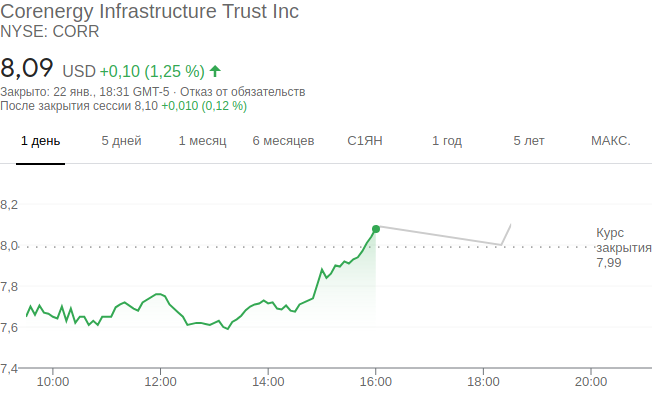 Corenergy Infrastructure Trust Inc
NYSE: CORR
8,09 USD +0,10 (1,25 %)
Закрыто: 22 янв., 18:31 GMT-5 · Отказ от обязательств
После закрытия сессии 8,10 +0,010 (0,12 %)
1 день 5 дней 1 месяц 6 месяцев С1ЯН 1 год 5 лет МАКС.
8,2
8,0
7,8
7,6
7,4
Курс
закрытия
7,99
10:00 12:00 14:00 16:00 18:00 20:00